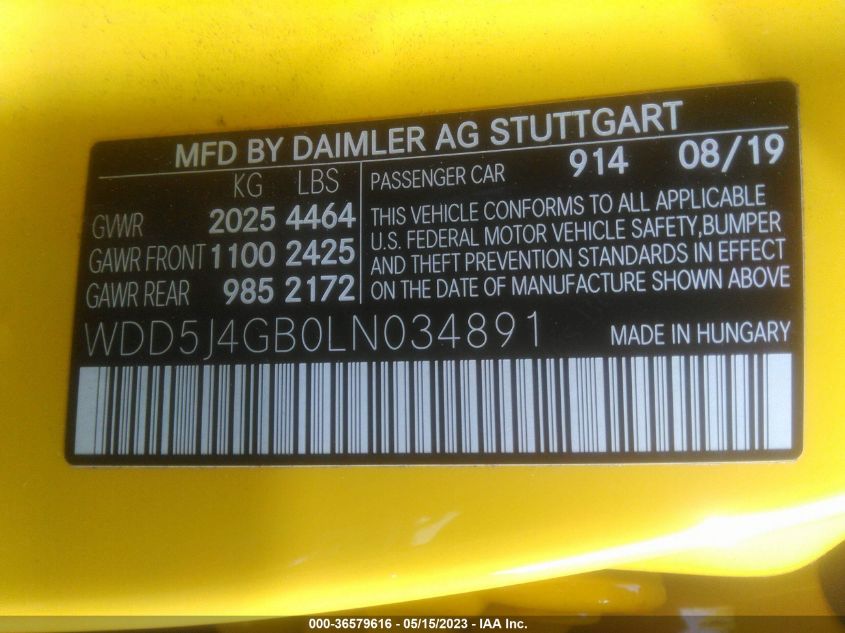 MFD BY DAIMLER AG STUTTGART
KG LBS
GVWR 2025 4464
GAWR FRONT 1100 2425
GAWR REAR 985 2172
PASSENGER CAR 914 08/19
THIS VEHICLE CONFORMS TO ALL APPLICABLE
U.S. FEDERAL MOTOR VEHICLE SAFETY,BUMPER
AND THEFT PREVENTION STANDARDS IN EFFECT
ON THE DATE OF MANUFACTURE SHOWN ABOVE
WDD5J4GB0LN034891
MADE IN HUNGARY
000-36579616 - 05/15/2023 - IAA Inc.